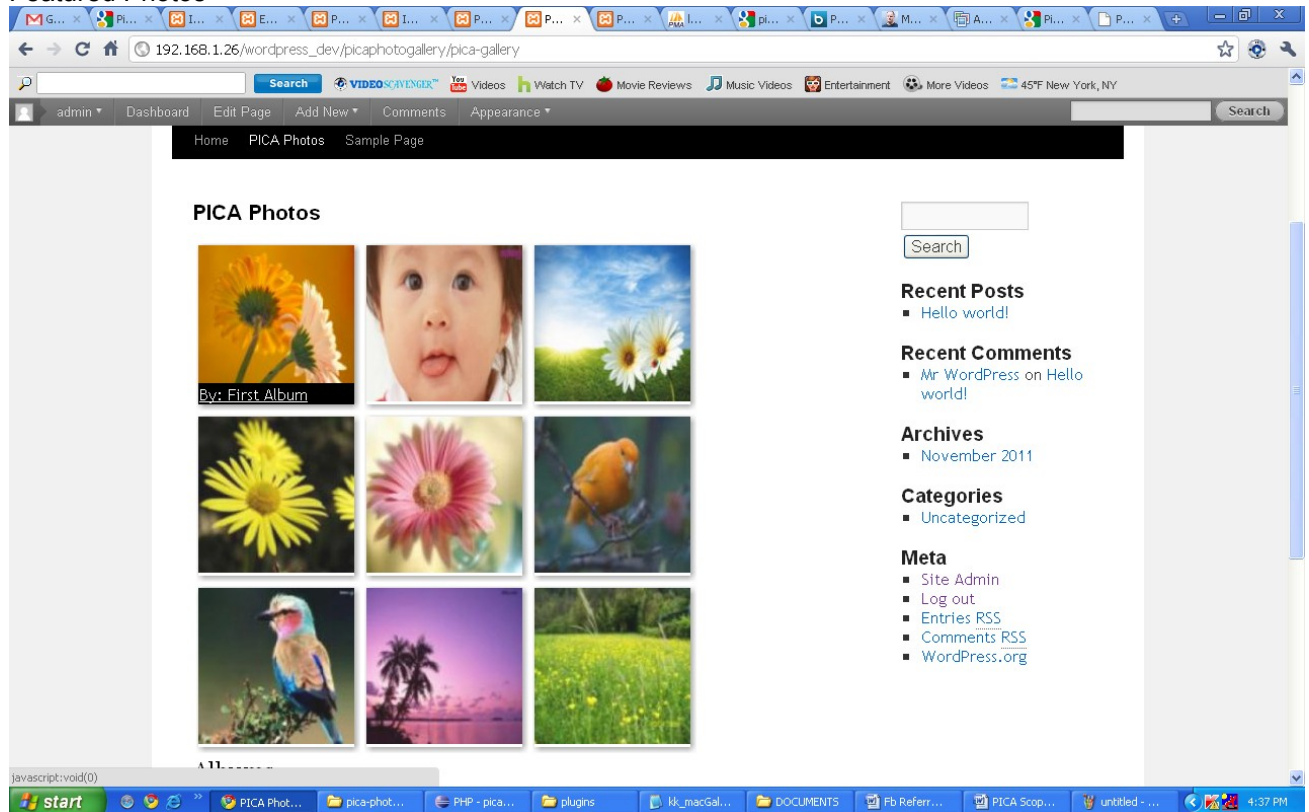 Featured Photos
G... Pi... I... E... P... I... P... P... P... l... pi... P... M... A... Pi... P...
192.168.1.26/wordpress_dev/picaphotogallery/pica-gallery
Search VIDEOSCAVENGER™ Videos Watch TV Movie Reviews Music Videos Entertainment More Videos 45°F New York, NY
admin Dashboard Edit Page Add New Comments Appearance Search
Home PICA Photos Sample Page
PICA Photos
By: First Album
Search
Recent Posts
Hello world!
Recent Comments
Mr WordPress on Hello
world!
Archives
November 2011
Categories
Uncategorized
Meta
Site Admin
Log out
Entries RSS
Comments RSS
WordPress.org
javascript:void(0)
start PICA Phot... pica-phot... PHP - pica... plugins kk_macGal... DOCUMENTS Fb Referr... PICA Scop... untitled - ... 4:37 PM